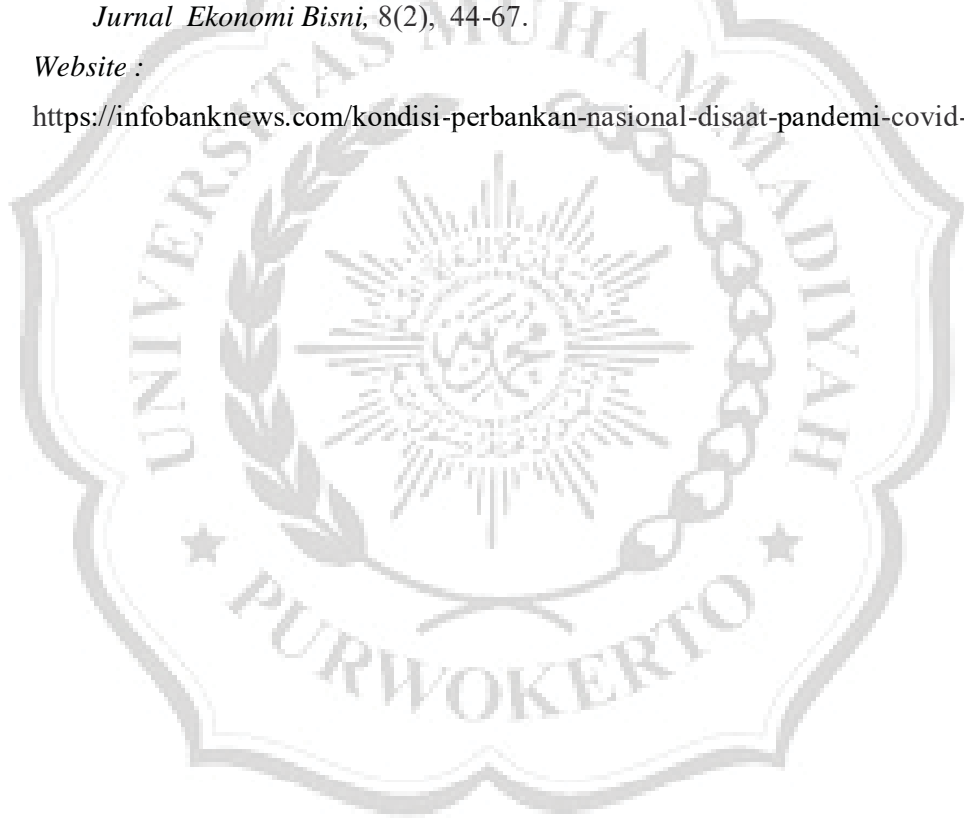 Jurnal Ekonomi Bisni, 8(2), 44-67.
Website :
https://infobanknews.com/kondisi-perbankan-nasional-disaat-pandemi-covid-
UNIVERSITAS MUHAMMADIYAH
PURWOKERTO
محمد